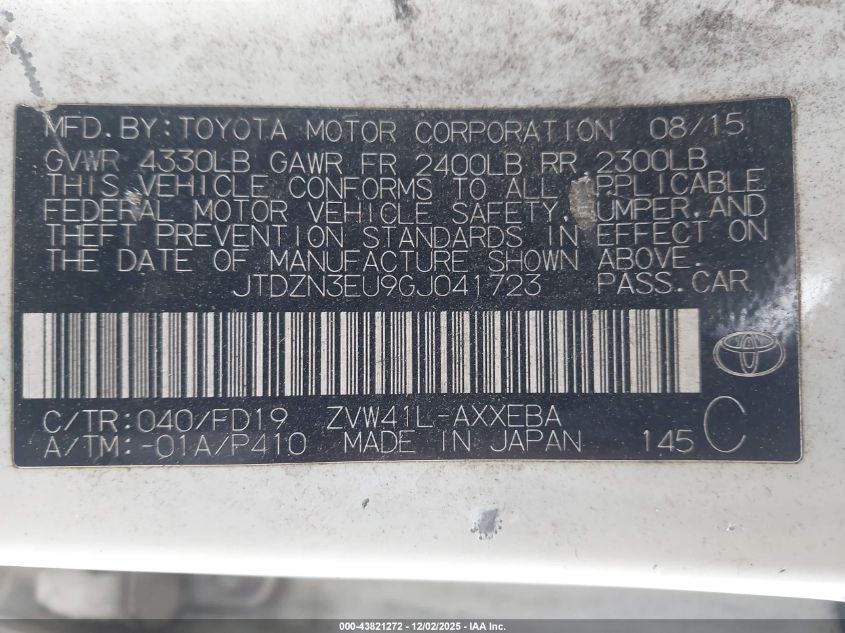 MFD. BY: TOYOTA MOTOR CORPORATION 08/15
GVWR 4330LB GAWR FR 2400LB RR 2300LB
THIS VEHICLE CONFORMS TO ALL PPLICABLE
FEDERAL MOTOR VEHICLE SAFETY, UMPER, AND
THEFT PREVENTION STANDARDS IN EFFECT ON
THE DATE OF MANUFACTURE SHOWN ABOVE.
JTDZN3EU9GJ041723 PASS. CAR
C/TR: 040/FD19 ZVW41L-AXXEBA
A/TM: -01A/P410 MADE IN JAPAN 145 C
000-43821272 - 12/02/2025 - IAA Inc.